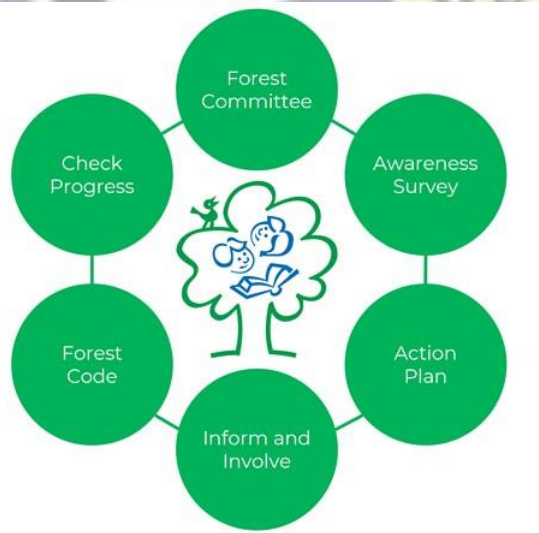 Forest
Committee
Awareness
Survey
Action
Plan
Inform and
Involve
Forest
Code
Check
Progress